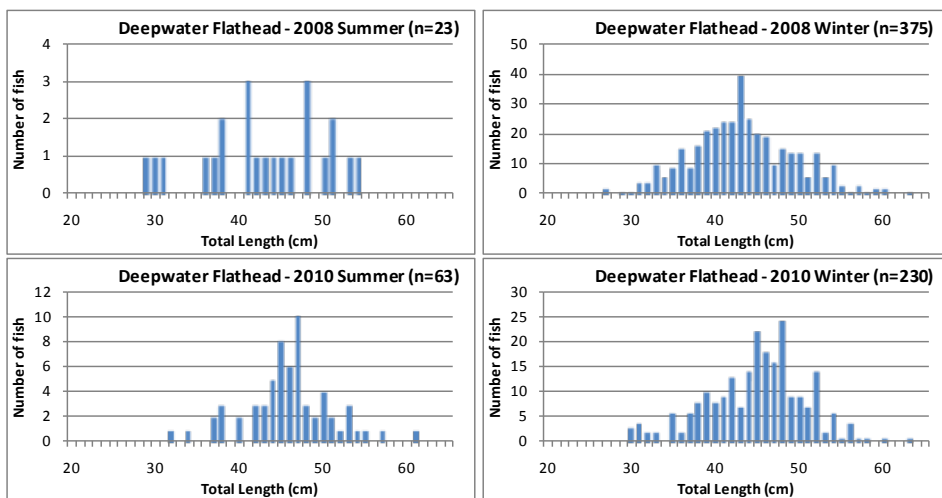 Deepwater Flathead - 2008 Summer (n=23)
Number of fish
4
3
2
1
0
20 30 40 50 60
Total Length (cm)
Deepwater Flathead - 2008 Winter (n=375)
Number of fish
50
40
30
20
10
0
20 30 40 50 60
Total Length (cm)
Deepwater Flathead - 2010 Summer (n=63)
Number of fish
12
10
8
6
4
2
0
20 30 40 50 60
Total Length (cm)
Deepwater Flathead - 2010 Winter (n=230)
Number of fish
30
25
20
15
10
5
0
20 30 40 50 60
Total Length (cm)